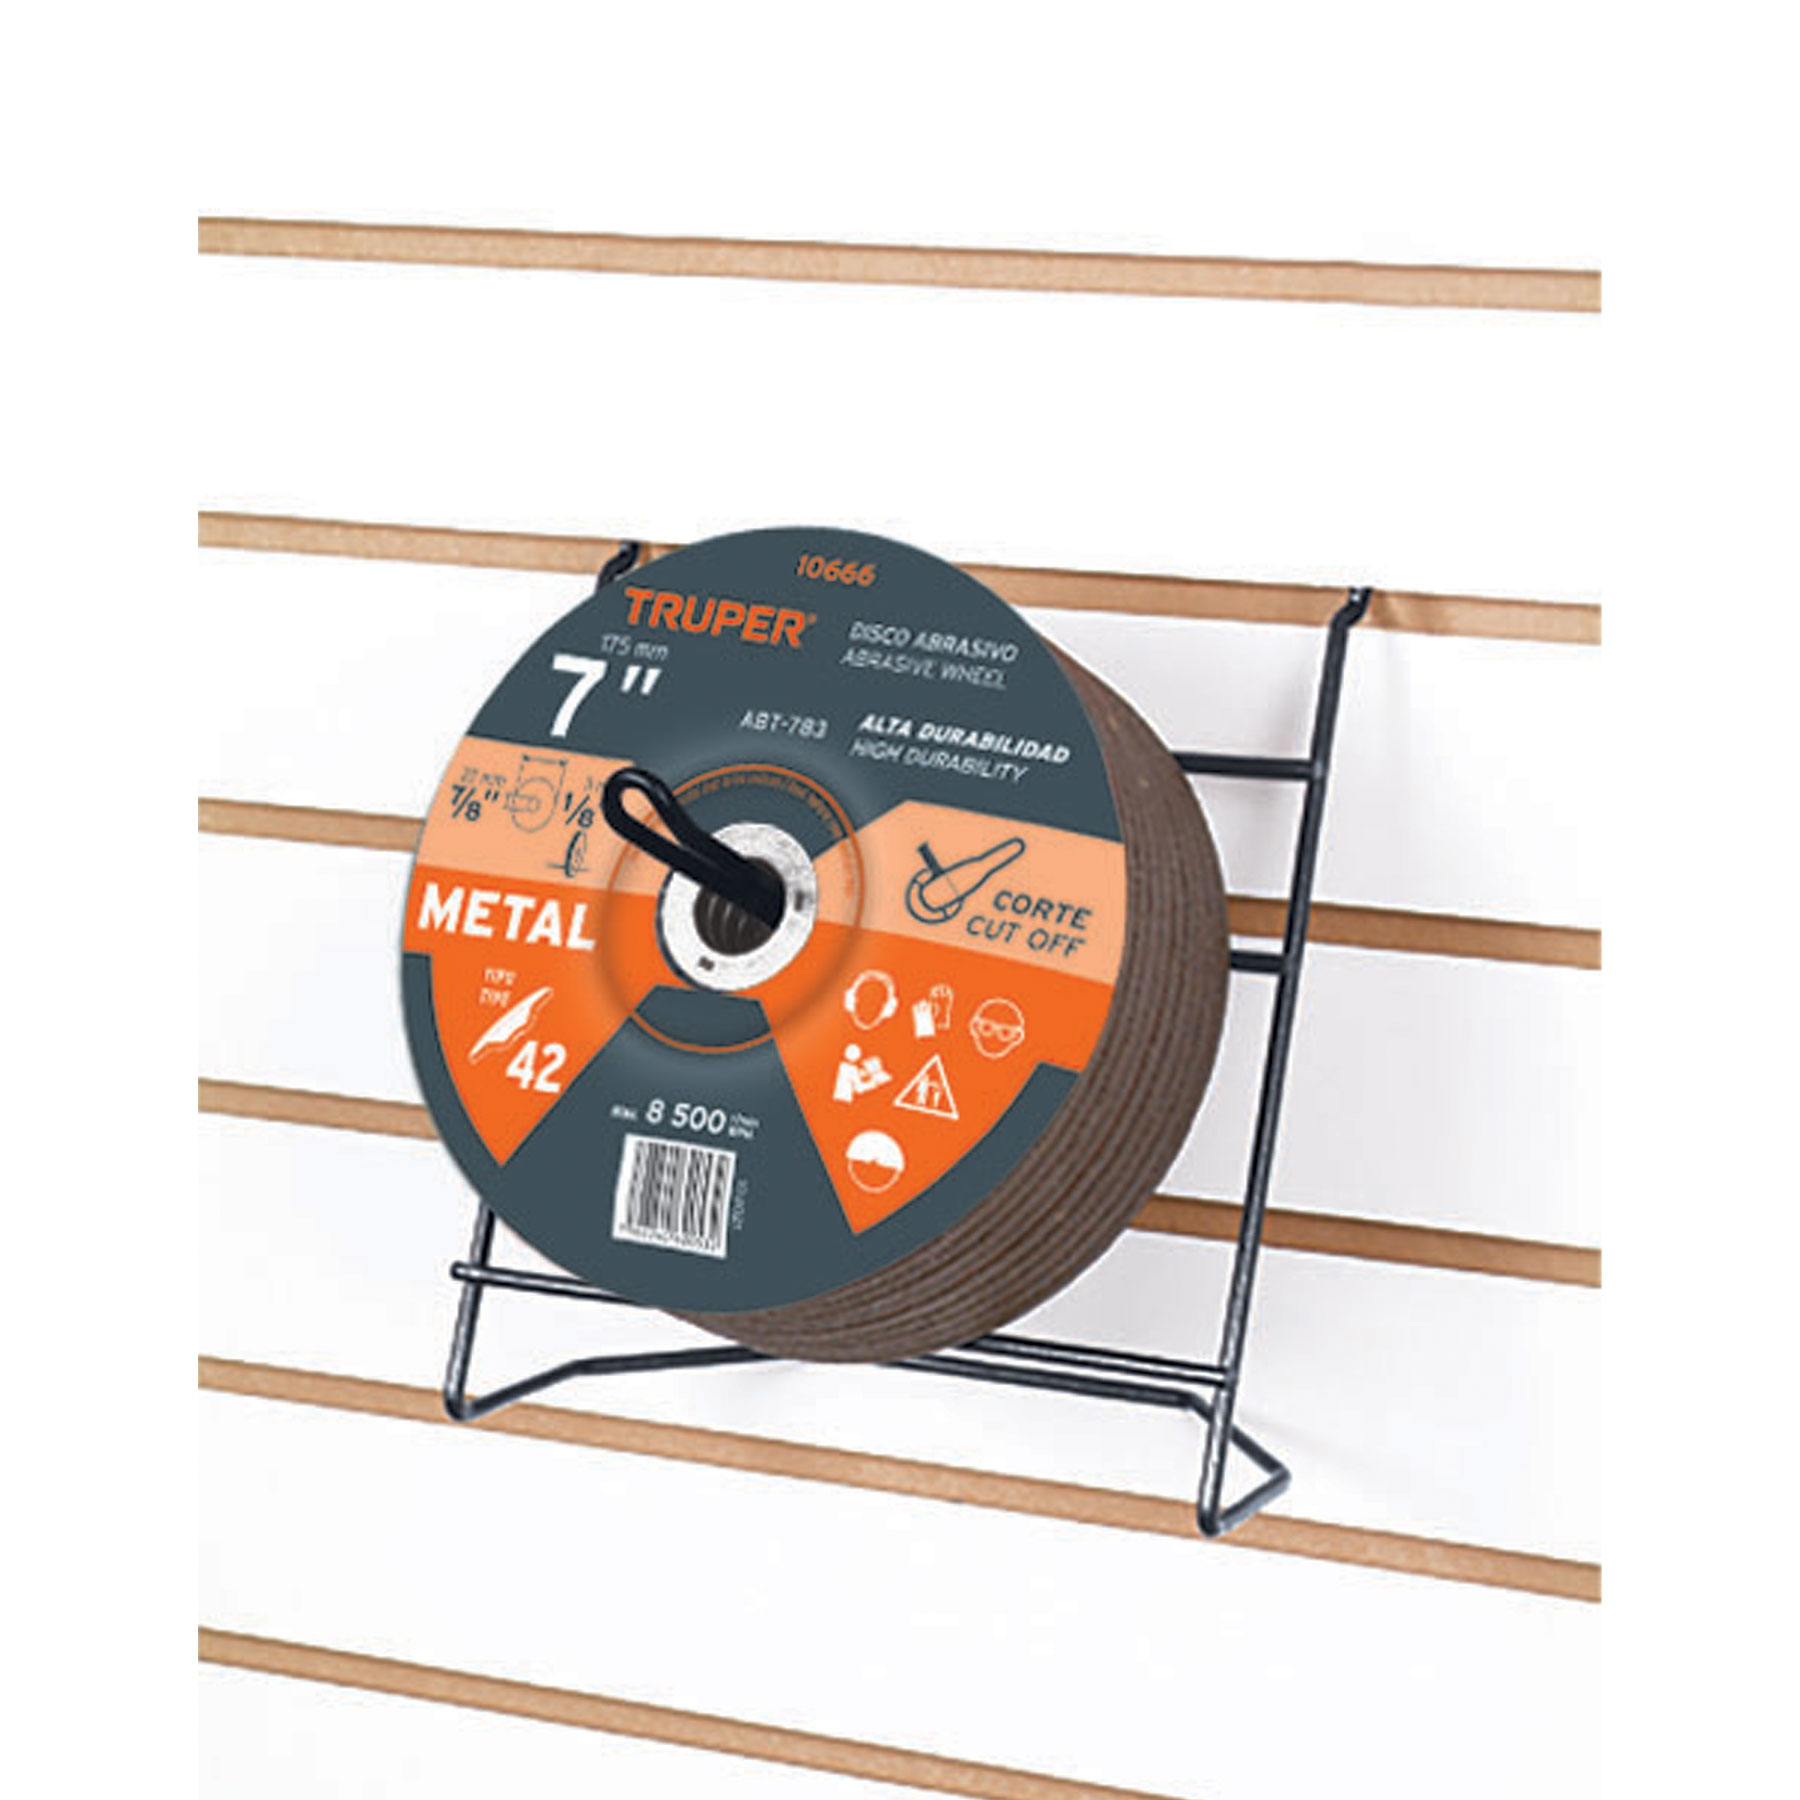 10666
TRUPER®
DISCO ABRASIVO
ABRASIVE WHEEL
175 mm
7"
ABT-783
ALTA DURABILIDAD
HIGH DURABILITY
7/8"
1/8
METAL
CORTE
CUT OFF
TIPO
TYPE
42
8 500